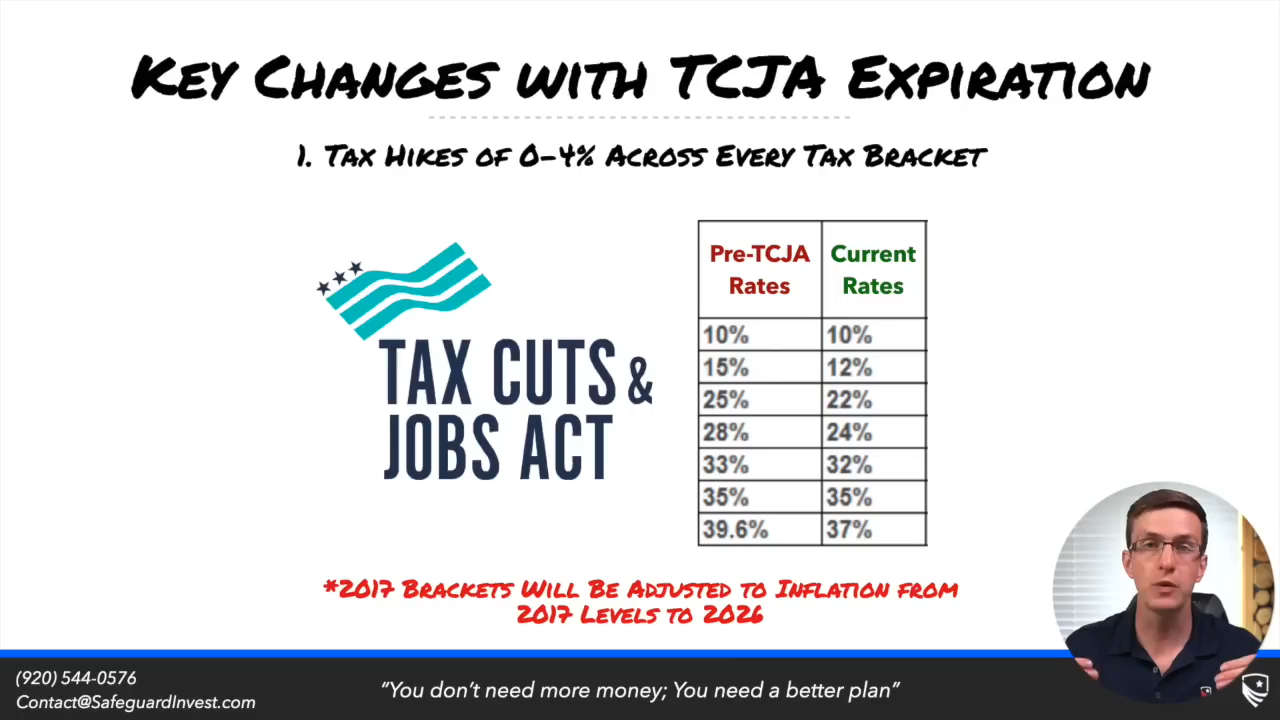 Key Changes with TCJA Expiration
1. Tax Hikes of 0-4% Across Every Tax Bracket
TAX CUTS &
JOBS ACT
Pre-TCJA Current
Rates Rates
10% 10%
15% 12%
25% 22%
28% 24%
33% 32%
35% 35%
39.6% 37%
*2017 Brackets Will Be Adjusted to Inflation from
2017 Levels to 2026
(920) 544-0576
Contact@SafeguardInvest.com
"You don't need more money; You need a better plan"